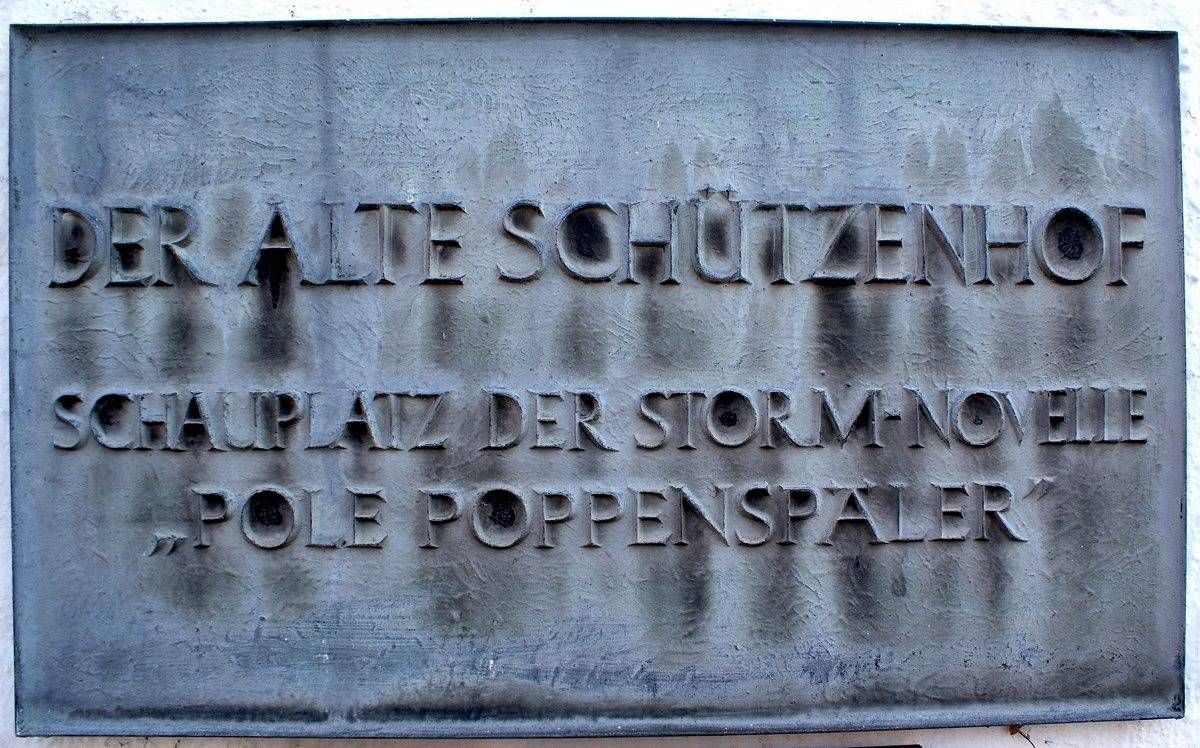 DER ALTE SCHÜTZENHOF
SCHAUPLATZ DER STORM-NOVELLE
„POLE POPPENSPÄLER“